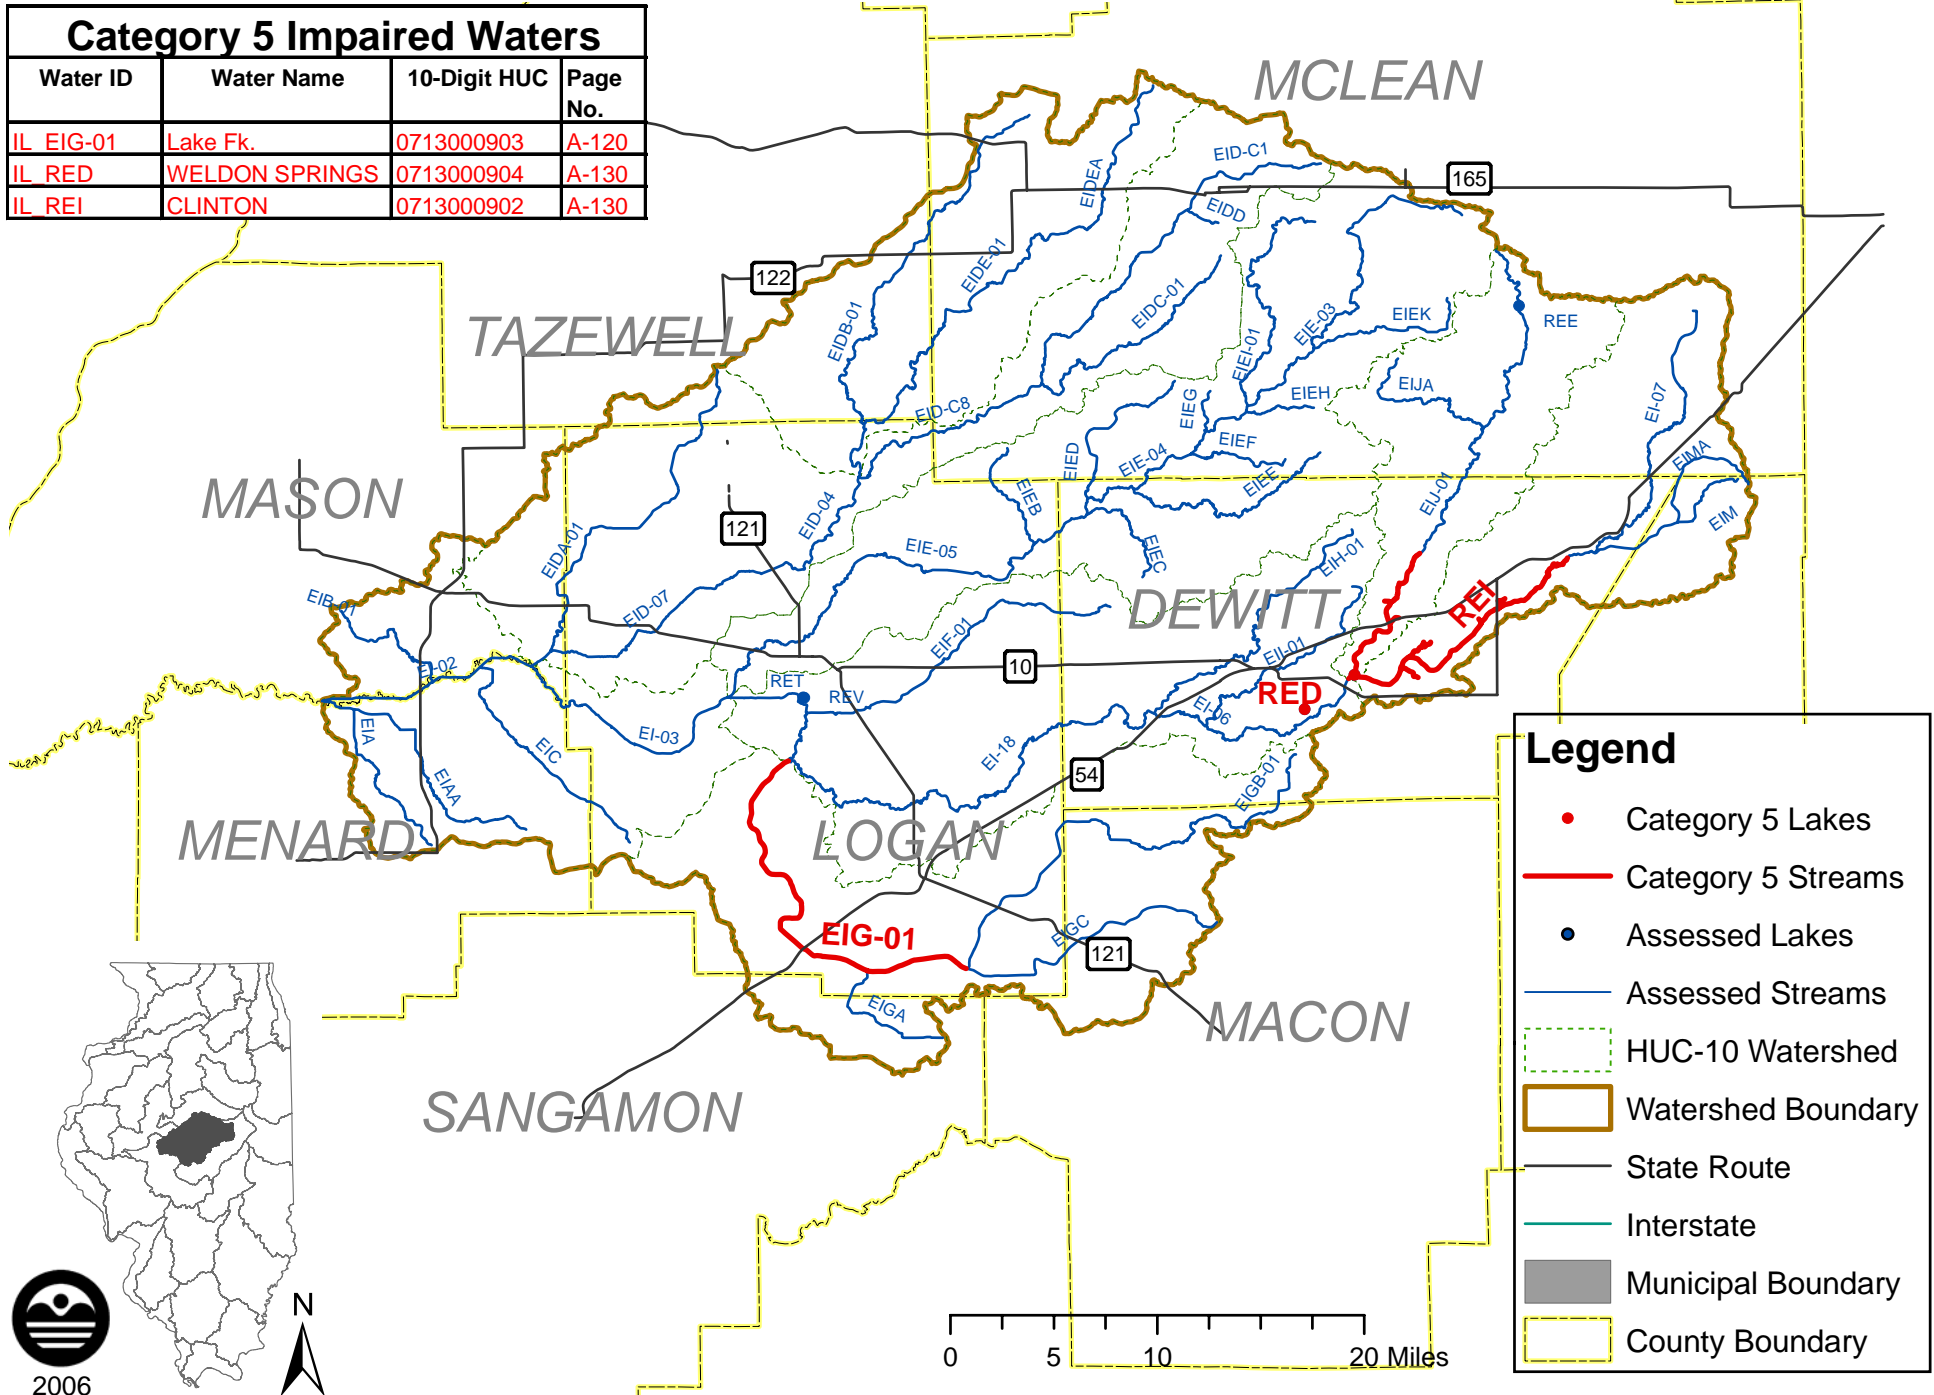 Category 5 Impaired Waters
Water ID Water Name 10-Digit HUC Page No.
IL_EIG-01 Lake Fk. 0713000903 A-120
IL_RED WELDON SPRINGS 0713000904 A-130
IL_REI CLINTON 0713000902 A-130
MCLEAN
EID-C1
165
EIDEA
EIDD
122
EIDE-01
EIDC-01
TAZEWELL
EIDB-01
EIEI-01
EIE-03
EIEK
REE
EIJA
EI-07
EID-C8
EIEG
EIEH
EIED
EIEF
EIE-04
EIEE
EIMA
MASON
EIEB
EIJ-01
EIM
121
EID-04
EIDA-01
EIE-05
EIEC
EIH-01
DEWITT
REI
EIB-01
EID-07
EIF-01
EI-02
10
EII-01
RET
REV
RED
EI-06
EIA
EIC
EI-03
EI-18
54
EIAA
EIGB-01
MENARD
LOGAN
EIG-01
EIGC
121
EIGA
MACON
SANGAMON
Legend
Category 5 Lakes
Category 5 Streams
Assessed Lakes
Assessed Streams
HUC-10 Watershed
Watershed Boundary
State Route
Interstate
Municipal Boundary
County Boundary
N
2006
0 5 10 20 Miles